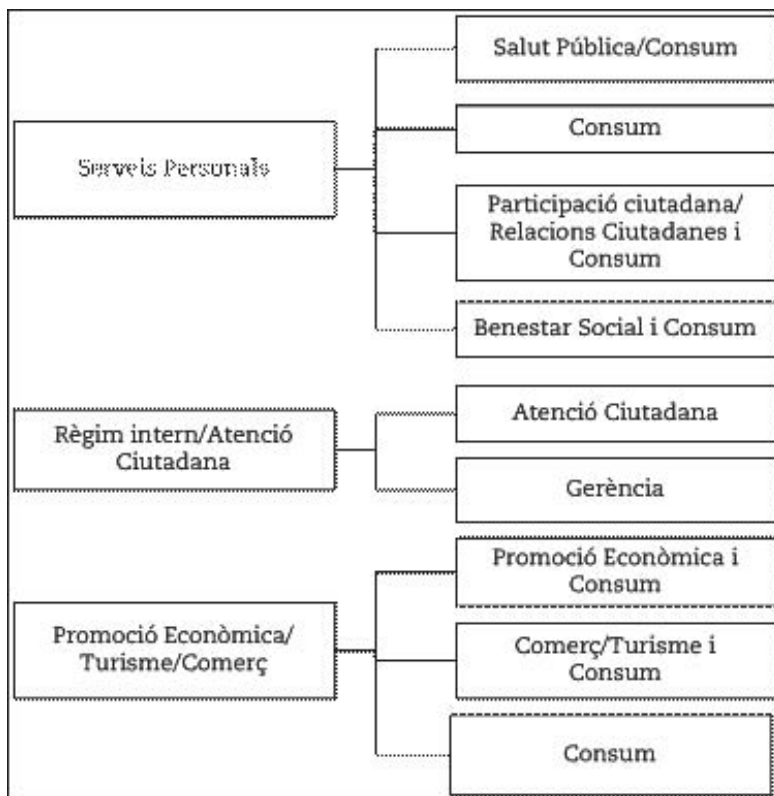 Salut Pública/Consum
Consum
Serveis Personals
Participació ciutadana/
Relacions Ciutadanes i
Consum
Benestar Social i Consum
Règim intern/Atenció
Ciutadana
Atenció Ciutadana
Gerència
Promoció Econòmica i
Consum
Promoció Econòmica/
Turisme/Comerç
Comerç/Turisme i
Consum
Consum